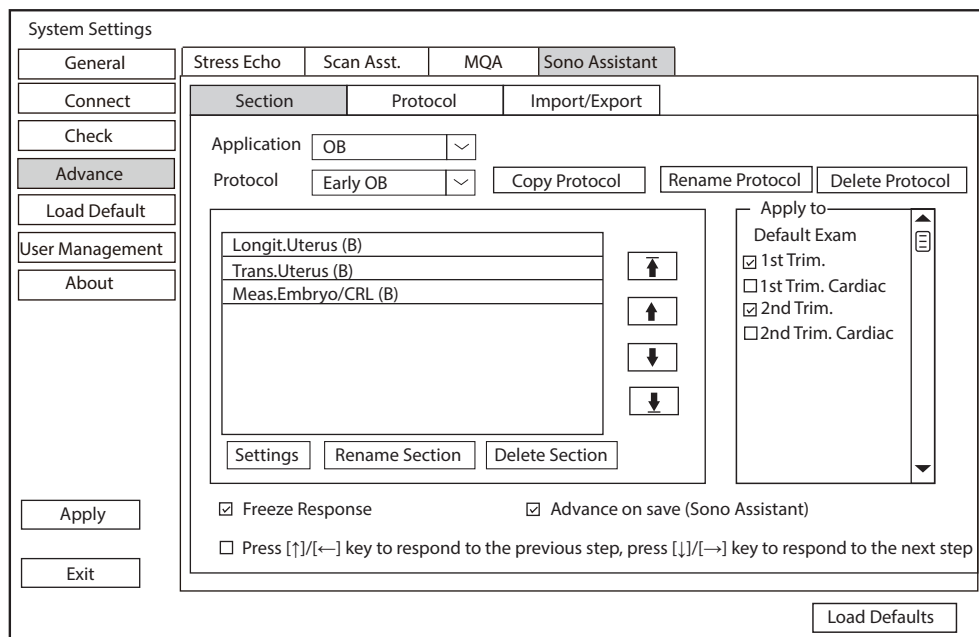 System Settings
General
Connect
Check
Advance
Load Default
User Management
About
Apply
Exit
Stress Echo Scan Asst. MQA Sono Assistant
Section Protocol Import/Export
Application OB
Protocol Early OB Copy Protocol Rename Protocol Delete Protocol
Longit.Uterus (B)
Trans.Uterus (B)
Meas.Embryo/CRL (B)
Settings Rename Section Delete Section
Apply to
Default Exam
1st Trim.
1st Trim. Cardiac
2nd Trim.
2nd Trim. Cardiac
Freeze Response Advance on save (Sono Assistant)
Press [↑]/[←] key to respond to the previous step, press [↓]/[→] key to respond to the next step
Load Defaults